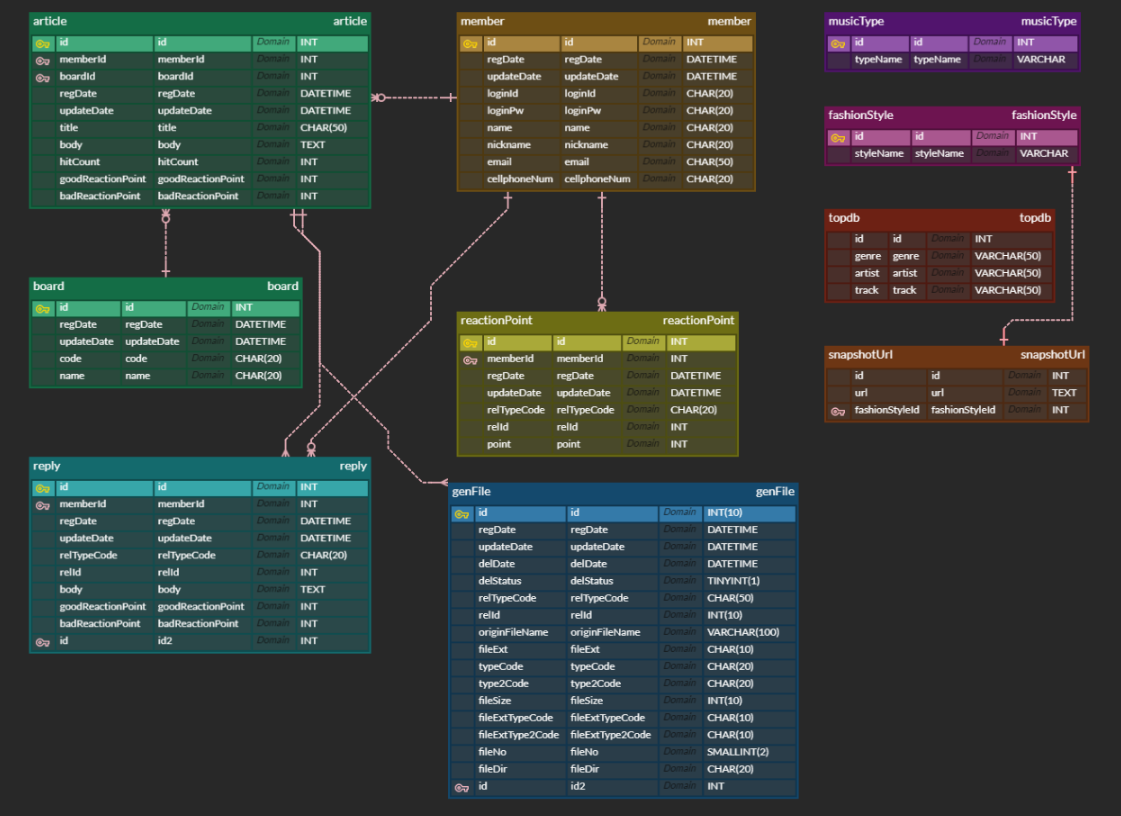 article article
id id Domain INT
memberId memberId Domain INT
boardId boardId Domain INT
regDate regDate Domain DATETIME
updateDate updateDate Domain DATETIME
title title Domain CHAR(50)
body body Domain TEXT
hitCount hitCount Domain INT
goodReactionPoint goodReactionPoint Domain INT
badReactionPoint badReactionPoint Domain INT
member member
id id Domain INT
regDate regDate Domain DATETIME
updateDate updateDate Domain DATETIME
loginId loginId Domain CHAR(20)
loginPw loginPw Domain CHAR(20)
name name Domain CHAR(20)
nickname nickname Domain CHAR(20)
email email Domain CHAR(50)
cellphoneNum cellphoneNum Domain CHAR(20)
musicType musicType
id id Domain INT
typeName typeName Domain VARCHAR
fashionStyle fashionStyle
id id Domain INT
styleName styleName Domain VARCHAR
topdb topdb
id id Domain INT
genre genre Domain VARCHAR(50)
artist artist Domain VARCHAR(50)
track track Domain VARCHAR(50)
board board
id id Domain INT
regDate regDate Domain DATETIME
updateDate updateDate Domain DATETIME
code code Domain CHAR(20)
name name Domain CHAR(20)
reactionPoint reactionPoint
id id Domain INT
memberId memberId Domain INT
regDate regDate Domain DATETIME
updateDate updateDate Domain DATETIME
relTypeCode relTypeCode Domain CHAR(20)
relId relId Domain INT
point point Domain INT
snapshotUrl snapshotUrl
id id Domain INT
url url Domain TEXT
fashionStyleId fashionStyleId Domain INT
reply reply
id id Domain INT
memberId memberId Domain INT
regDate regDate Domain DATETIME
updateDate updateDate Domain DATETIME
relTypeCode relTypeCode Domain CHAR(20)
relId relId Domain INT
body body Domain TEXT
goodReactionPoint goodReactionPoint Domain INT
badReactionPoint badReactionPoint Domain INT
id id2 Domain INT
genFile genFile
id id Domain INT(10)
regDate regDate Domain DATETIME
updateDate updateDate Domain DATETIME
delDate delDate Domain DATETIME
delStatus delStatus Domain TINYINT(1)
relTypeCode relTypeCode Domain CHAR(50)
relId relId Domain INT(10)
originFileName originFileName Domain VARCHAR(100)
fileExt fileExt Domain CHAR(10)
typeCode typeCode Domain CHAR(20)
type2Code type2Code Domain CHAR(20)
fileSize fileSize Domain INT(10)
fileExtTypeCode fileExtTypeCode Domain CHAR(10)
fileExtType2Code fileExtType2Code Domain CHAR(10)
fileNo fileNo Domain SMALLINT(2)
fileDir fileDir Domain CHAR(20)
id id2 Domain INT